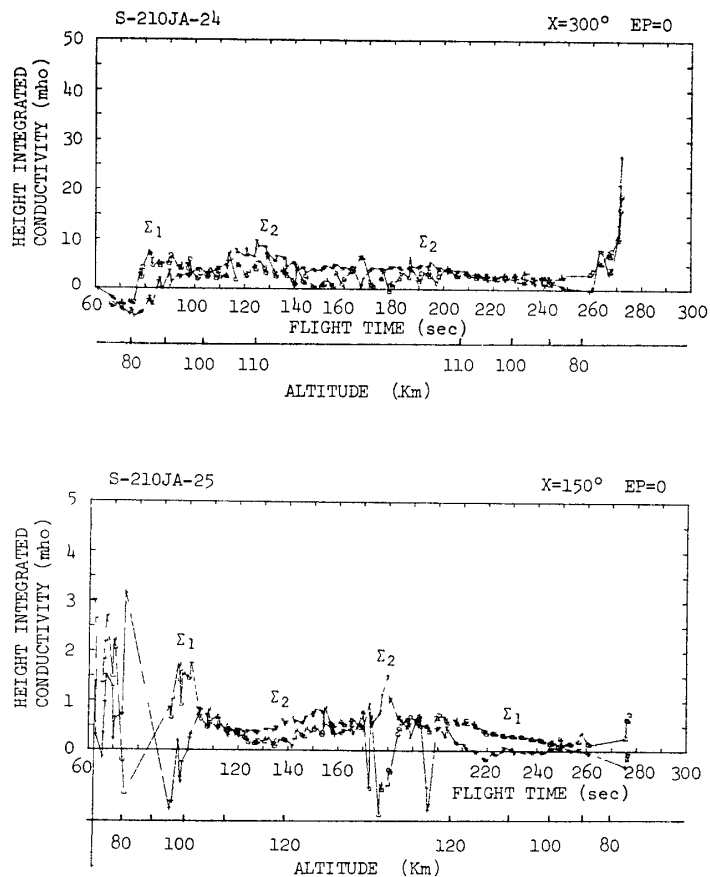 S-210JA-24 X=300° EP=0
HEIGHT INTEGRATED
CONDUCTIVITY (mho)
50
40
30
20
10
0
Σ1 Σ2 Σ2
60 100 120 140 160 180 200 220 240 260 280 300
FLIGHT TIME (sec)
80 100 110 110 100 80
ALTITUDE (Km)
S-210JA-25 X=150° EP=0
HEIGHT INTEGRATED
CONDUCTIVITY (mho)
5
4
3
2
1
0
Σ1 Σ2 Σ2 Σ1
60 120 140 160 220 240 260 280 300
FLIGHT TIME (sec)
80 100 120 120 100 80
ALTITUDE (Km)